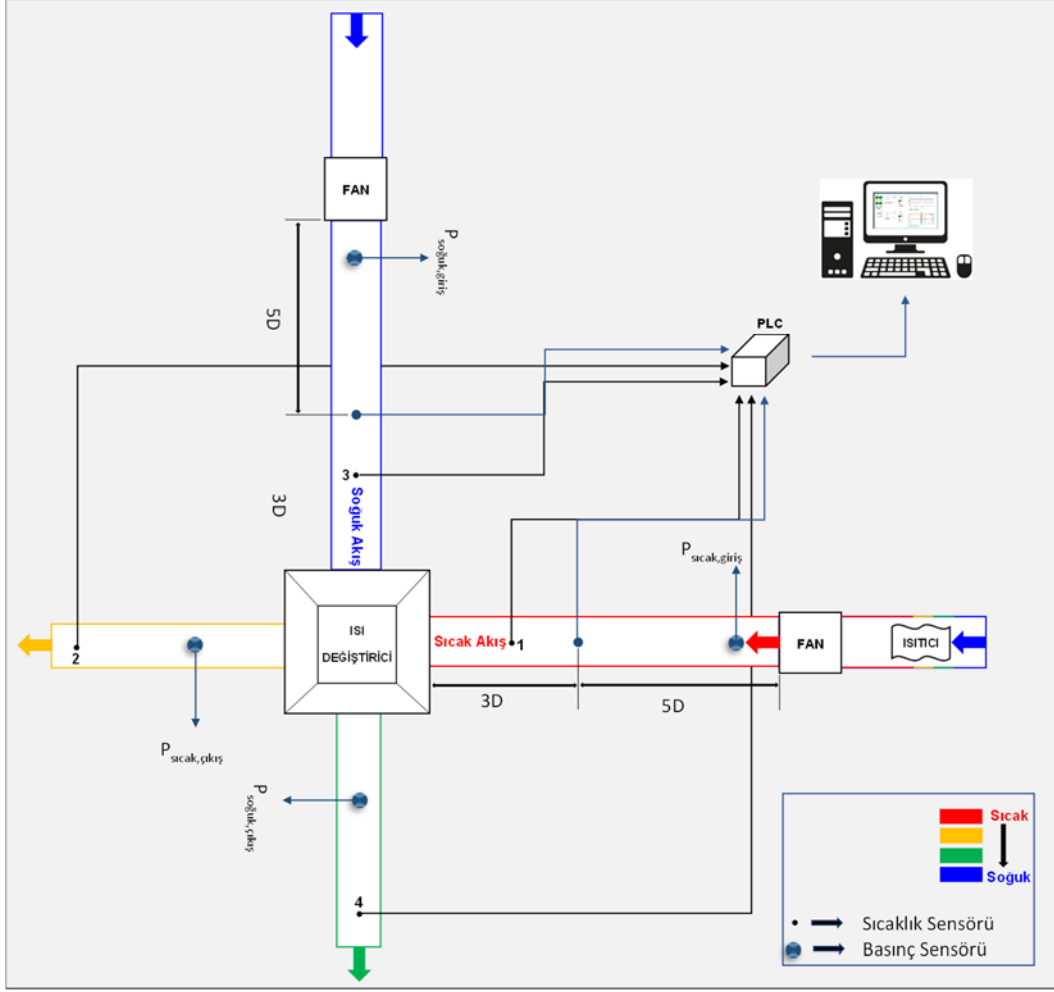 FAN
P soğuk,giriş
5D
PLC
3
3D
Soğuk Akış
P sıcak,giriş
ISI
DEĞİŞTİRİCİ
Sıcak Akış
1
FAN
ISITICI
2
3D
5D
P sıcak,çıkış
P soğuk,çıkış
4
Sıcak
Soğuk
Sıcaklık Sensörü
Basınç Sensörü